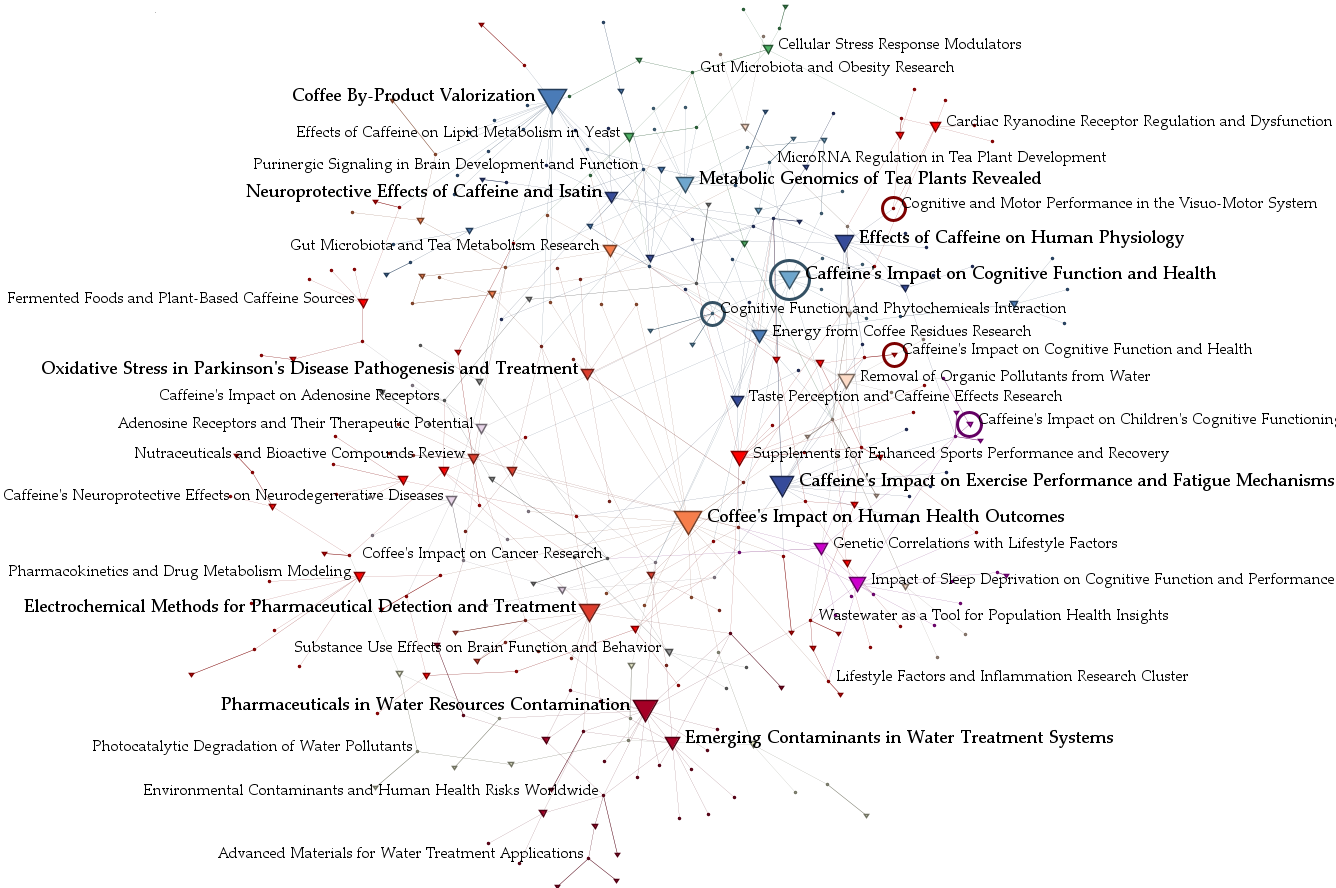 Cellular Stress Response Modulators
Gut Microbiota and Obesity Research
Coffee By-Product Valorization
Cardiac Ryanodine Receptor Regulation and Dysfunction
Effects of Caffeine on Lipid Metabolism in Yeast
MicroRNA Regulation in Tea Plant Development
Purinergic Signaling in Brain Development and Function
Metabolic Genomics of Tea Plants Revealed
Neuroprotective Effects of Caffeine and Isatin
Cognitive and Motor Performance in the Visuo-Motor System
Effects of Caffeine on Human Physiology
Gut Microbiota and Tea Metabolism Research
Caffeine's Impact on Cognitive Function and Health
Fermented Foods and Plant-Based Caffeine Sources
Cognitive Function and Phytochemicals Interaction
Energy from Coffee Residues Research
Caffeine's Impact on Cognitive Function and Health
Oxidative Stress in Parkinson's Disease Pathogenesis and Treatment
Removal of Organic Pollutants from Water
Caffeine's Impact on Adenosine Receptors
Taste Perception and Caffeine Effects Research
Adenosine Receptors and Their Therapeutic Potential
Caffeine's Impact on Children's Cognitive Functioning
Nutraceuticals and Bioactive Compounds Review
Supplements for Enhanced Sports Performance and Recovery
Caffeine's Impact on Exercise Performance and Fatigue Mechanisms
Caffeine's Neuroprotective Effects on Neurodegenerative Diseases
Coffee's Impact on Human Health Outcomes
Genetic Correlations with Lifestyle Factors
Coffee's Impact on Cancer Research
Pharmacokinetics and Drug Metabolism Modeling
Impact of Sleep Deprivation on Cognitive Function and Performance
Electrochemical Methods for Pharmaceutical Detection and Treatment
Wastewater as a Tool for Population Health Insights
Substance Use Effects on Brain Function and Behavior
Lifestyle Factors and Inflammation Research Cluster
Pharmaceuticals in Water Resources Contamination
Emerging Contaminants in Water Treatment Systems
Photocatalytic Degradation of Water Pollutants
Environmental Contaminants and Human Health Risks Worldwide
Advanced Materials for Water Treatment Applications